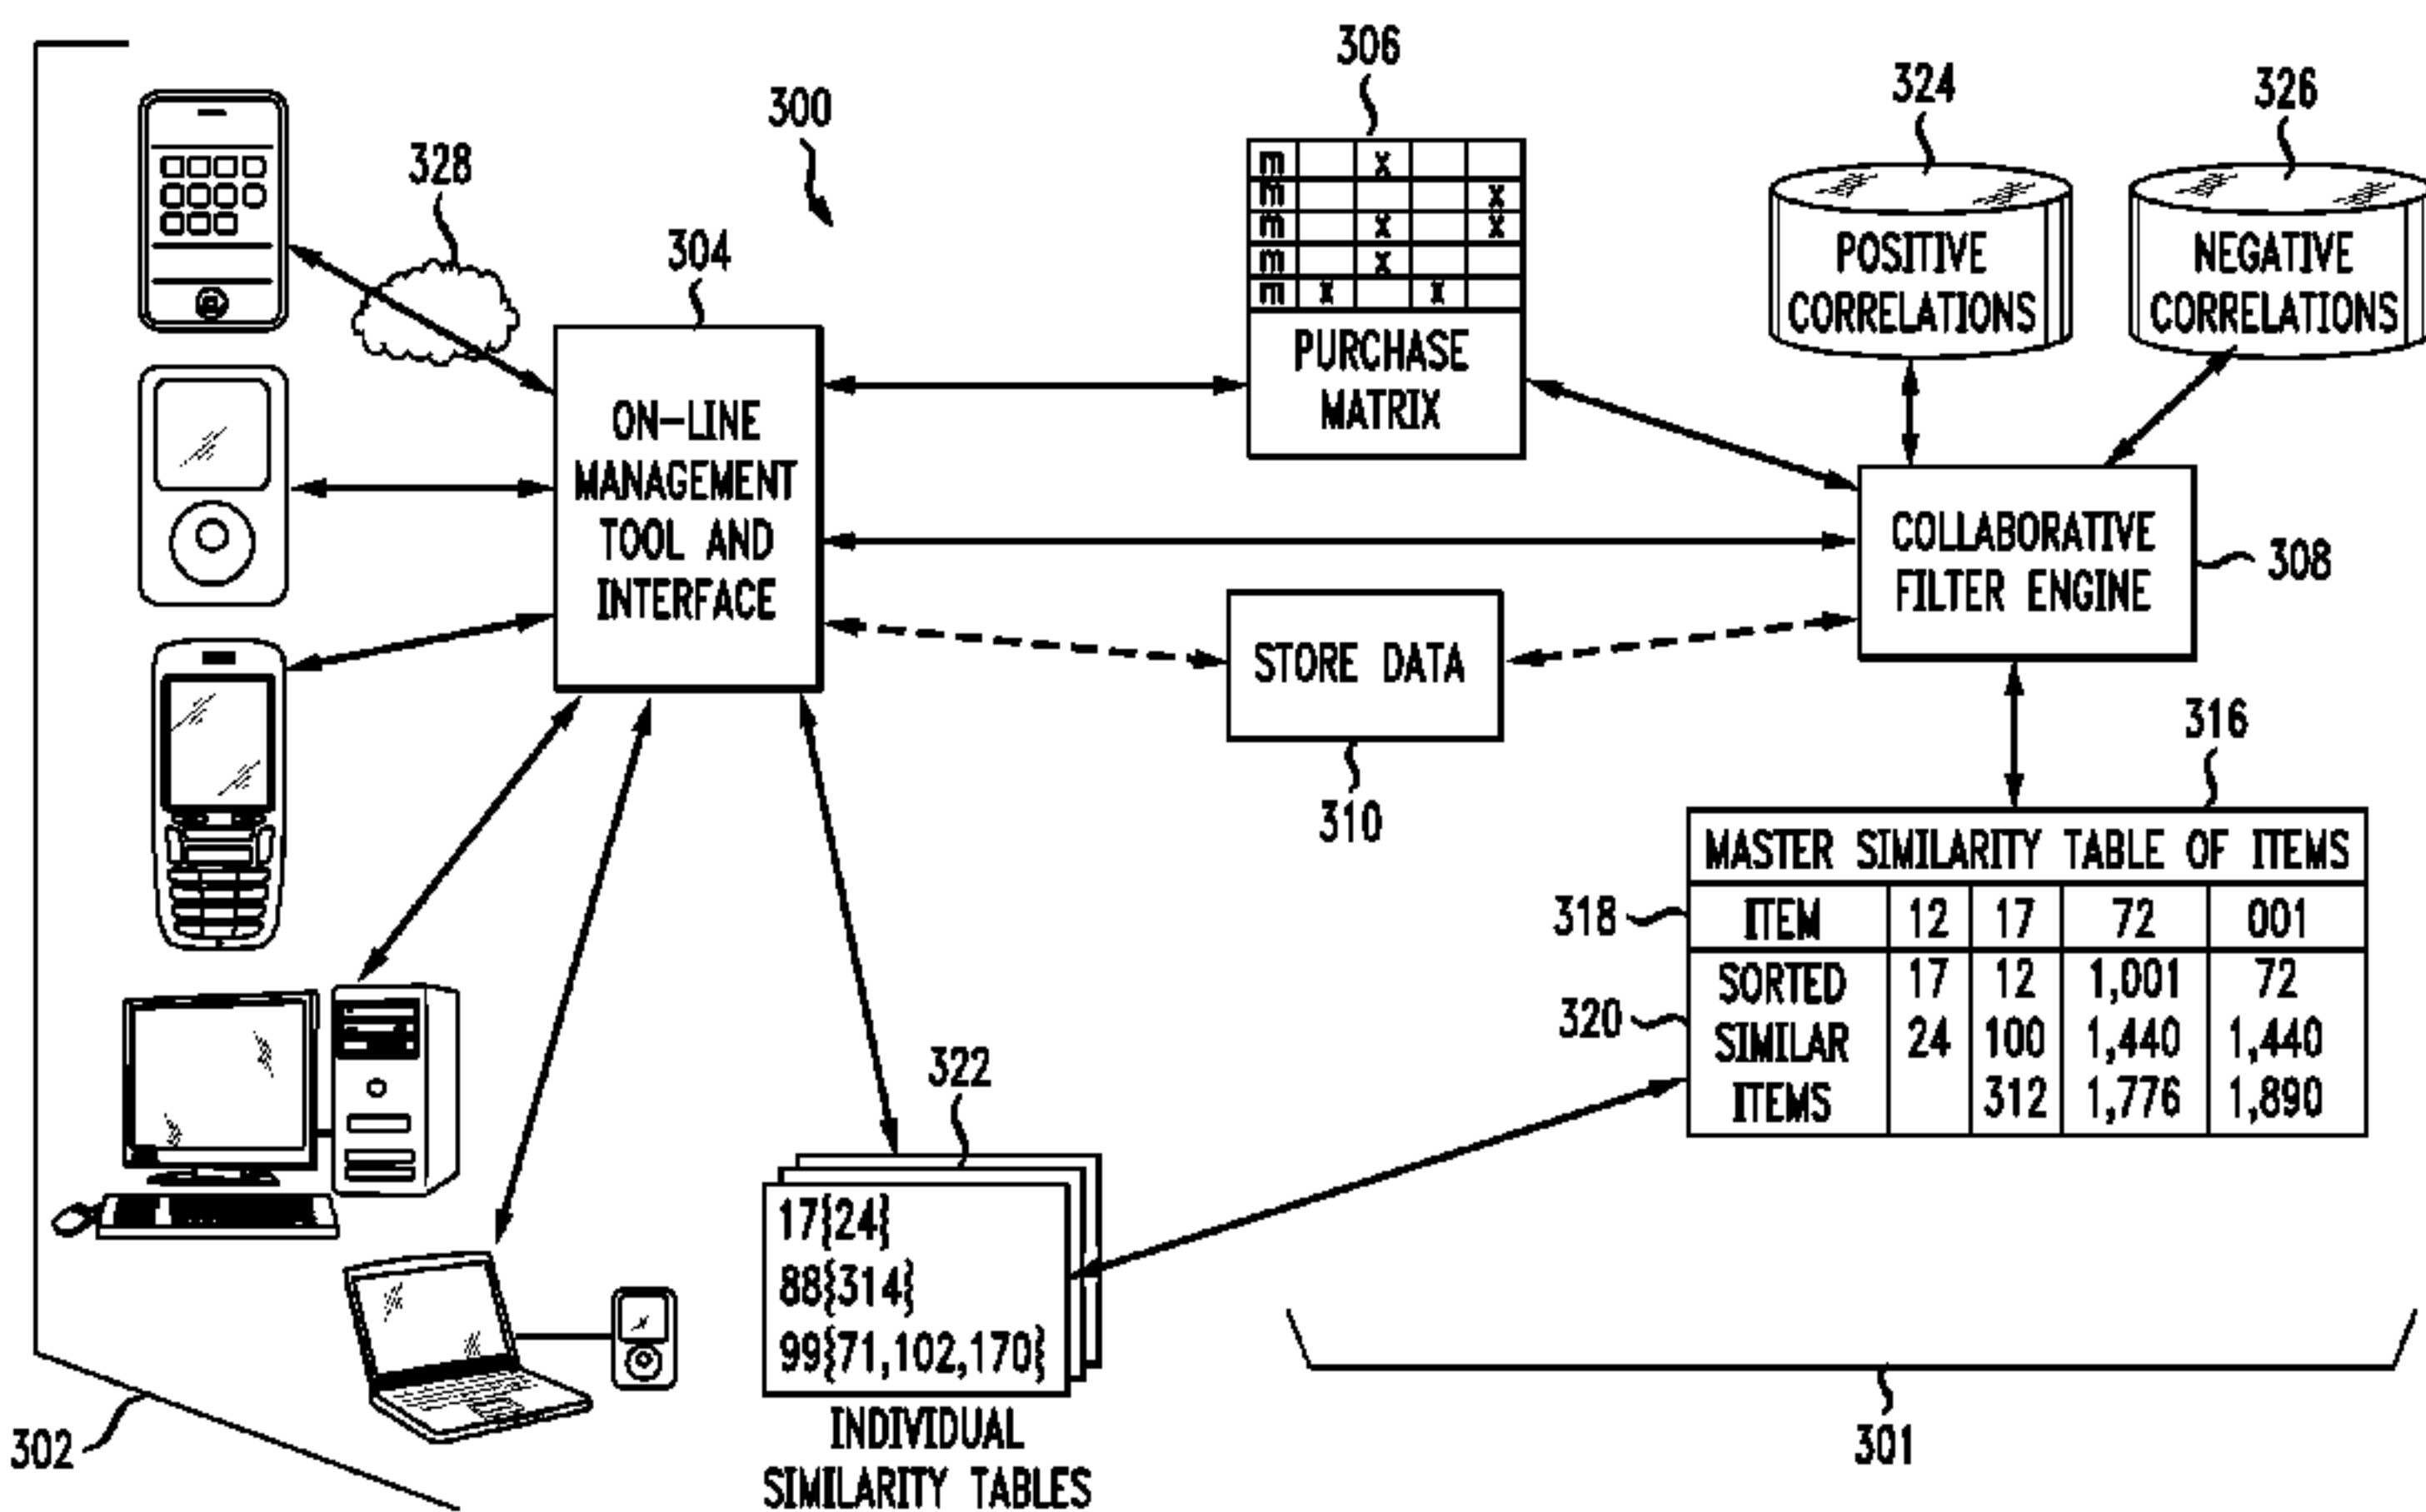 306
324
326
300
328
304
m x
m x
m x x
m x
m x x
PURCHASE
MATRIX
POSITIVE
CORRELATIONS
NEGATIVE
CORRELATIONS
ON-LINE
MANAGEMENT
TOOL AND
INTERFACE
COLLABORATIVE
FILTER ENGINE
308
STORE DATA
310
316
MASTER SIMILARITY TABLE OF ITEMS
318 ITEM 12 17 72 001
SORTED 17 12 1,001 72
320 SIMILAR 24 100 1,440 1,440
ITEMS 312 1,776 1,890
322
17{24{
88{314{
99{71,102,170{
INDIVIDUAL
SIMILARITY TABLES
302
301